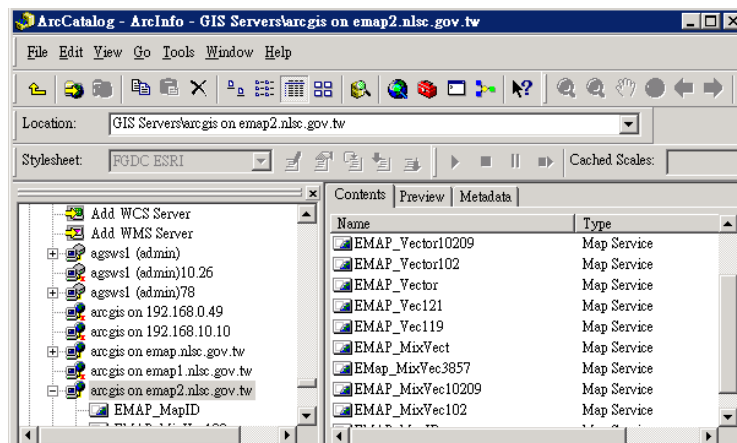 ArcCatalog - ArcInfo - GIS Servers\arcgis on emap2.nlsc.gov.tw
File Edit View Go Tools Window Help
Location: GIS Servers\arcgis on emap2.nlsc.gov.tw
Stylesheet: FGDC ESRI Cached Scales:
Add WCS Server
Add WMS Server
agsws1 (admin)
agsws1 (admin)10.26
agsws1 (admin)78
arcgis on 192.168.0.49
arcgis on 192.168.10.10
arcgis on emap.nlsc.gov.tw
arcgis on emap1.nlsc.gov.tw
arcgis on emap2.nlsc.gov.tw
EMAP_MapID
Contents Preview Metadata
Name Type
EMAP_Vector10209 Map Service
EMAP_Vector102 Map Service
EMAP_Vector Map Service
EMAP_Vec121 Map Service
EMAP_Vec119 Map Service
EMAP_MixVect Map Service
EMap_MixVec3857 Map Service
EMAP_MixVec10209 Map Service
EMAP_MixVec102 Map Service